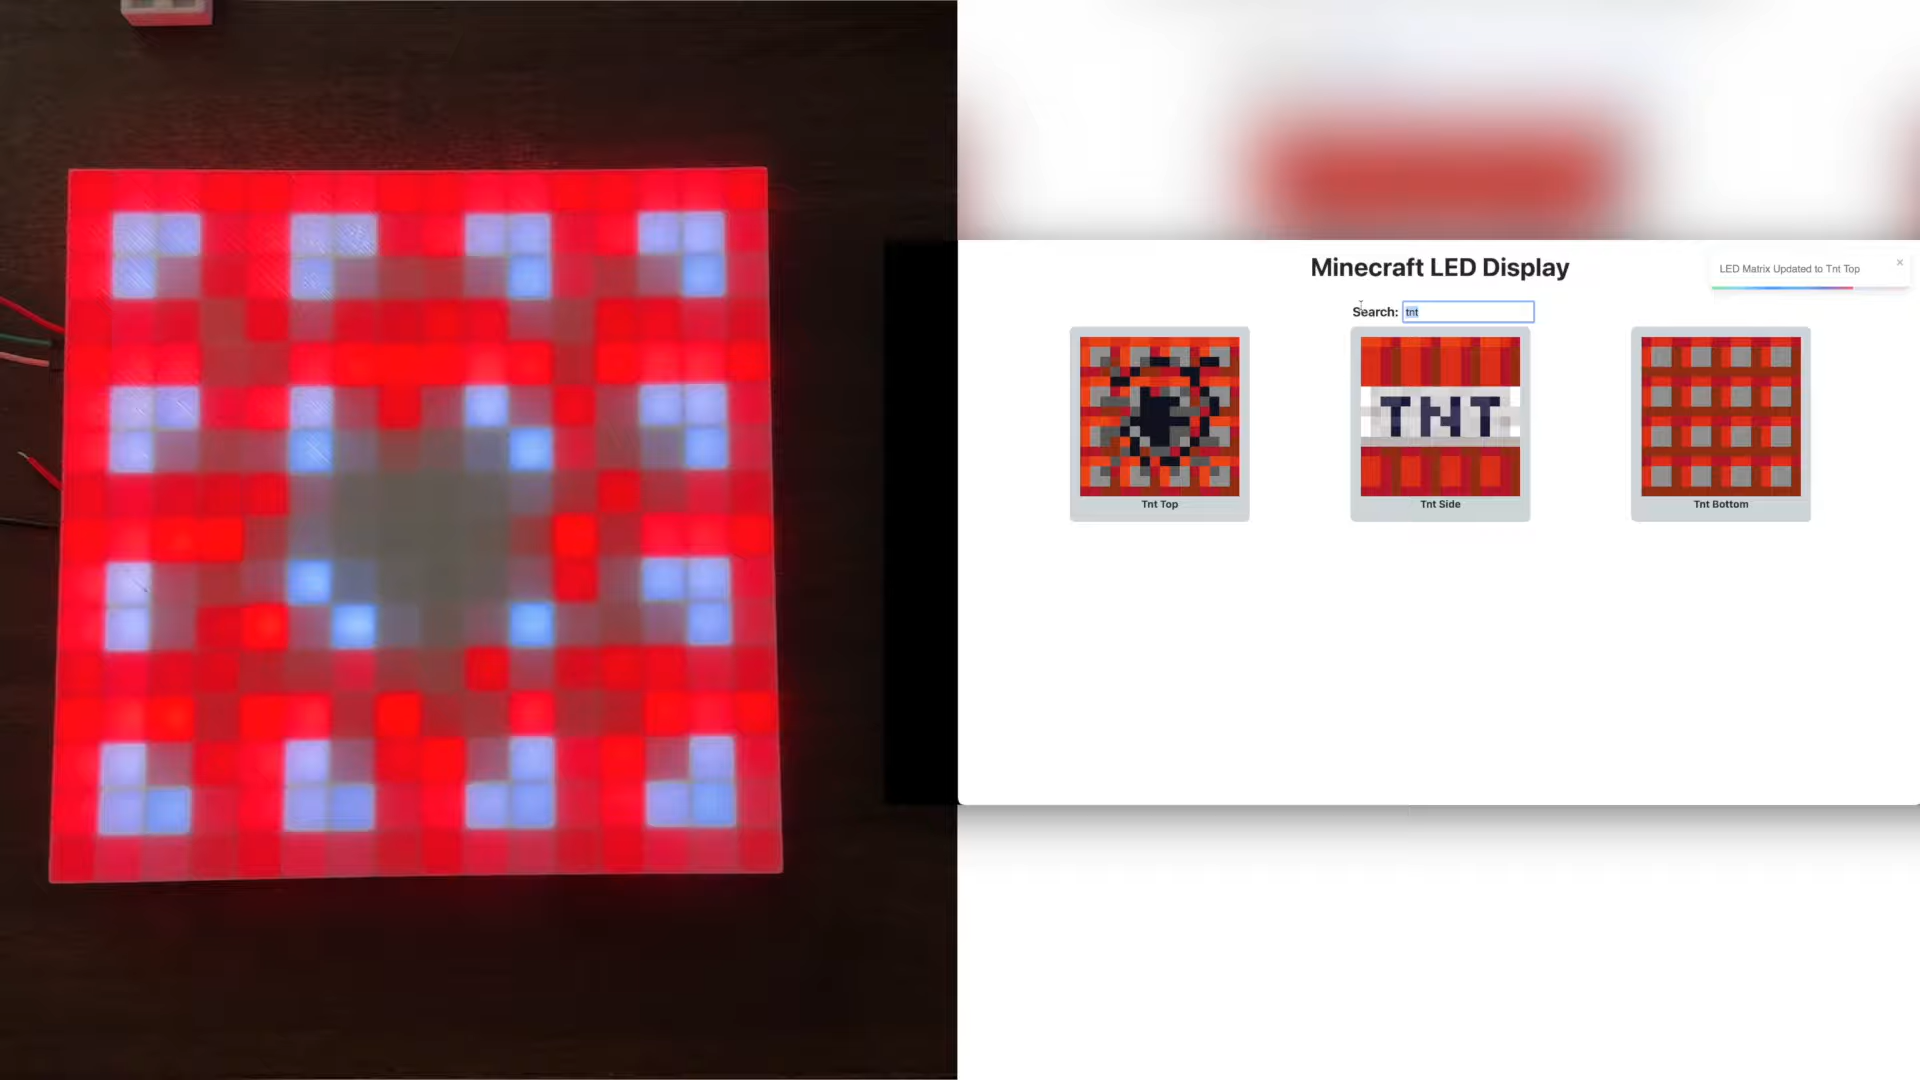 Minecraft LED Display
LED Matrix Updated to Tnt Top
×
Search: tnt
TNT
Tnt Top
Tnt Side
Tnt Bottom